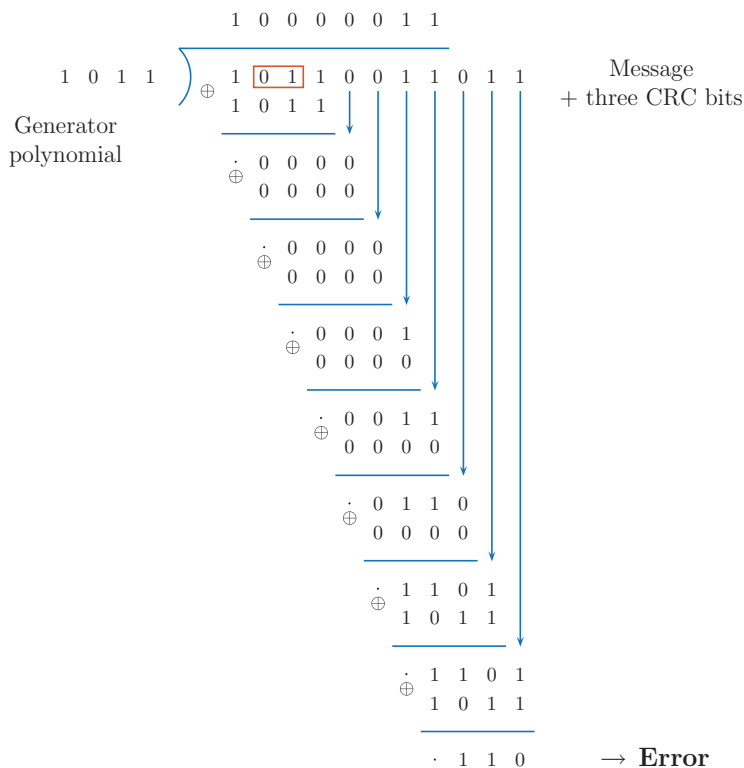 1 0 0 0 0 0 1 1
1 0 1 1
⊕ 1 0 1 1 0 0 1 1 0 1 1
Message
+ three CRC bits
1 0 1 1
Generator
polynomial
· 0 0 0 0
⊕ 0 0 0 0
· 0 0 0 0
⊕ 0 0 0 0
· 0 0 0 1
⊕ 0 0 0 0
· 0 0 1 1
⊕ 0 0 0 0
· 0 1 1 0
⊕ 0 0 0 0
· 1 1 0 1
⊕ 1 0 1 1
· 1 1 0 1
⊕ 1 0 1 1
· 1 1 0 → Error